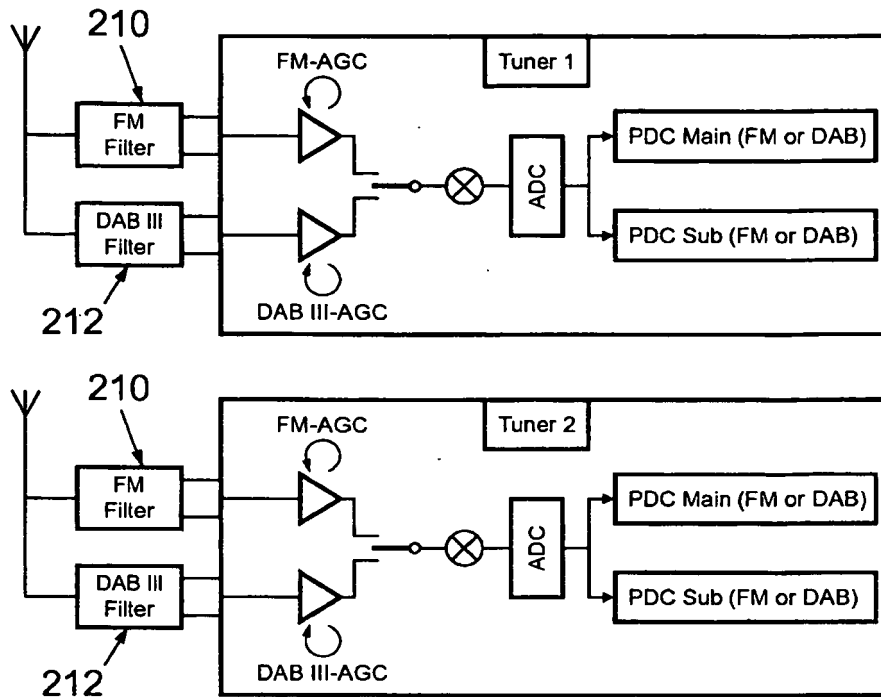 210
FM-AGC
Tuner 1
FM
Filter
PDC Main (FM or DAB)
ADC
DAB III
Filter
PDC Sub (FM or DAB)
212
DAB III-AGC
210
FM-AGC
Tuner 2
FM
Filter
PDC Main (FM or DAB)
ADC
DAB III
Filter
PDC Sub (FM or DAB)
212
DAB III-AGC